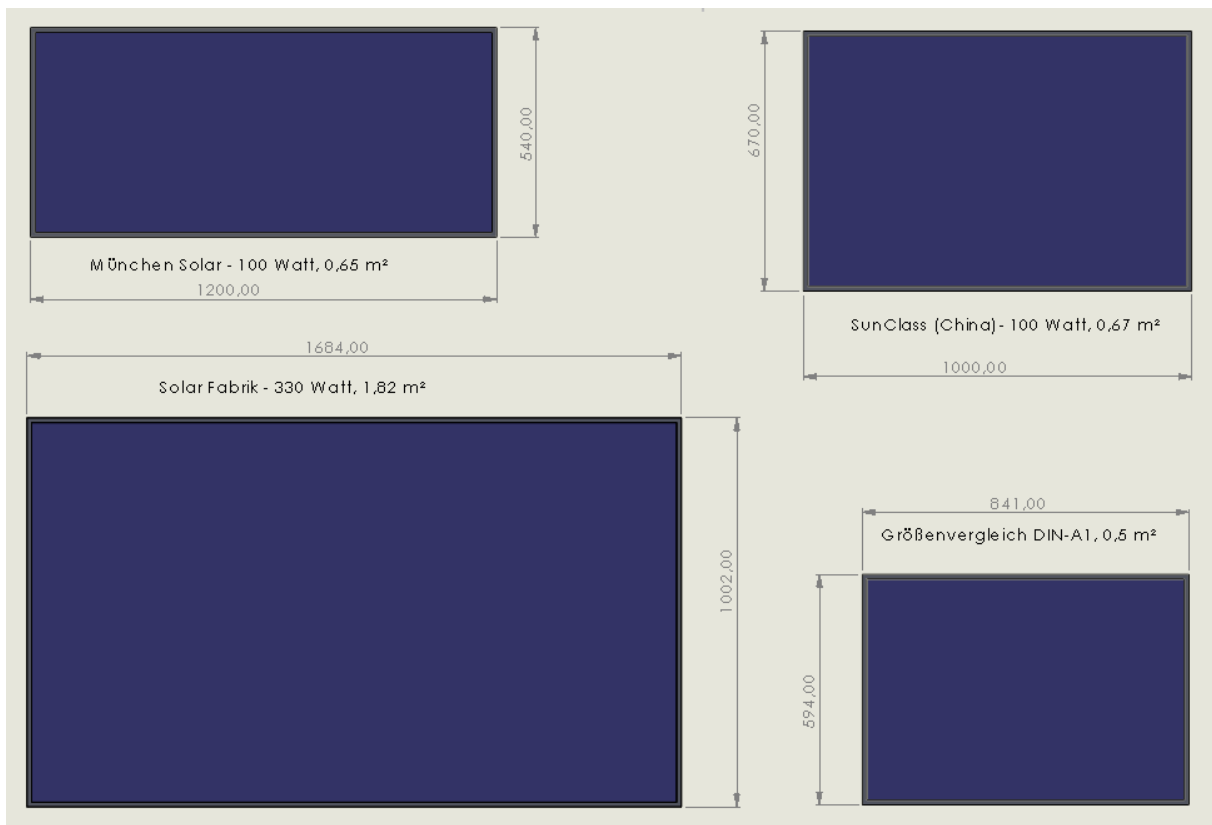 540,00
München Solar - 100 Watt, 0,65 m²
1200,00
670,00
SunClass (China)- 100 Watt, 0,67 m²
1000,00
1684,00
Solar Fabrik - 330 Watt, 1,82 m²
1002,00
841,00
Größenvergleich DIN-A1, 0,5 m²
594,00